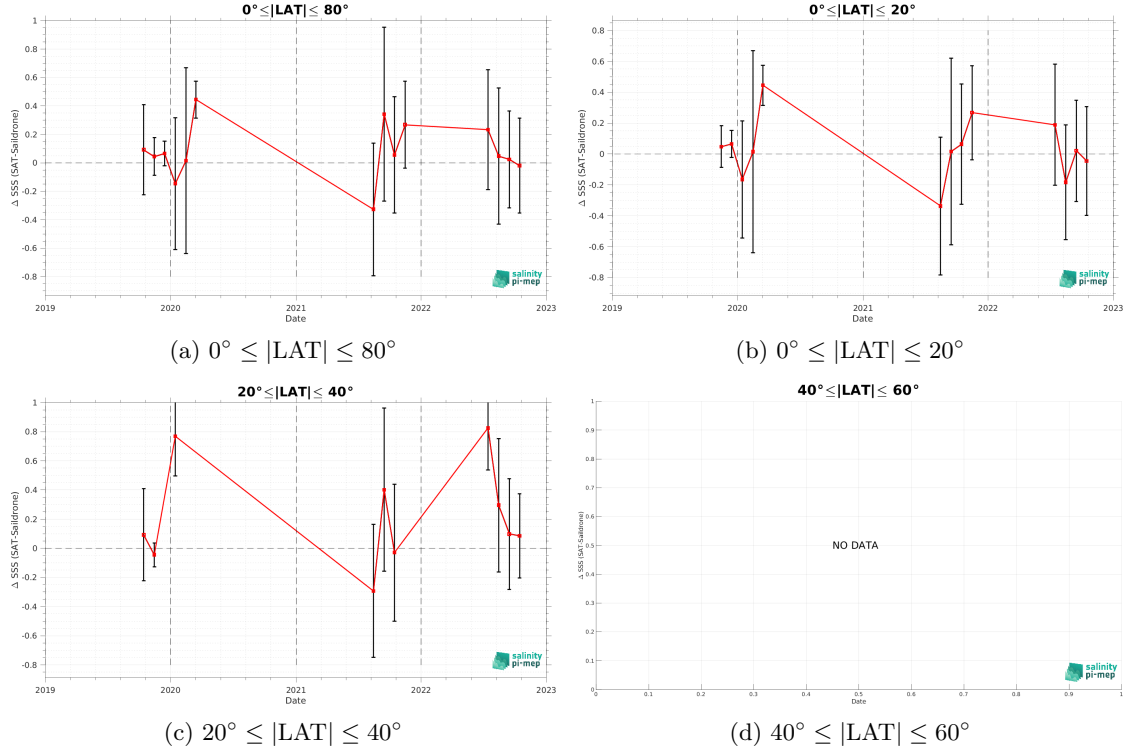 0°≤|LAT|≤ 80°
Δ SSS (SAT-Saildrone)
1
0.8
0.6
0.4
0.2
0
-0.2
-0.4
-0.6
-0.8
2019
2020
2021
2022
2023
Date
salinity
pi-mep
(a) 0° ≤ |LAT| ≤ 80°
0°≤|LAT|≤ 20°
Δ SSS (SAT-Saildrone)
0.8
0.6
0.4
0.2
0
-0.2
-0.4
-0.6
-0.8
2019
2020
2021
2022
2023
Date
salinity
pi-mep
(b) 0° ≤ |LAT| ≤ 20°
20°≤|LAT|≤ 40°
Δ SSS (SAT-Saildrone)
1
0.8
0.6
0.4
0.2
0
-0.2
-0.4
-0.6
-0.8
2019
2020
2021
2022
2023
Date
salinity
pi-mep
(c) 20° ≤ |LAT| ≤ 40°
40°≤|LAT|≤ 60°
Δ SSS (SAT-Saildrone)
1
0.9
0.8
0.7
0.6
0.5
0.4
0.3
0.2
0.1
0
NO DATA
0
0.1
0.2
0.3
0.4
0.5
0.6
0.7
0.8
0.9
1
Date
salinity
pi-mep
(d) 40° ≤ |LAT| ≤ 60°